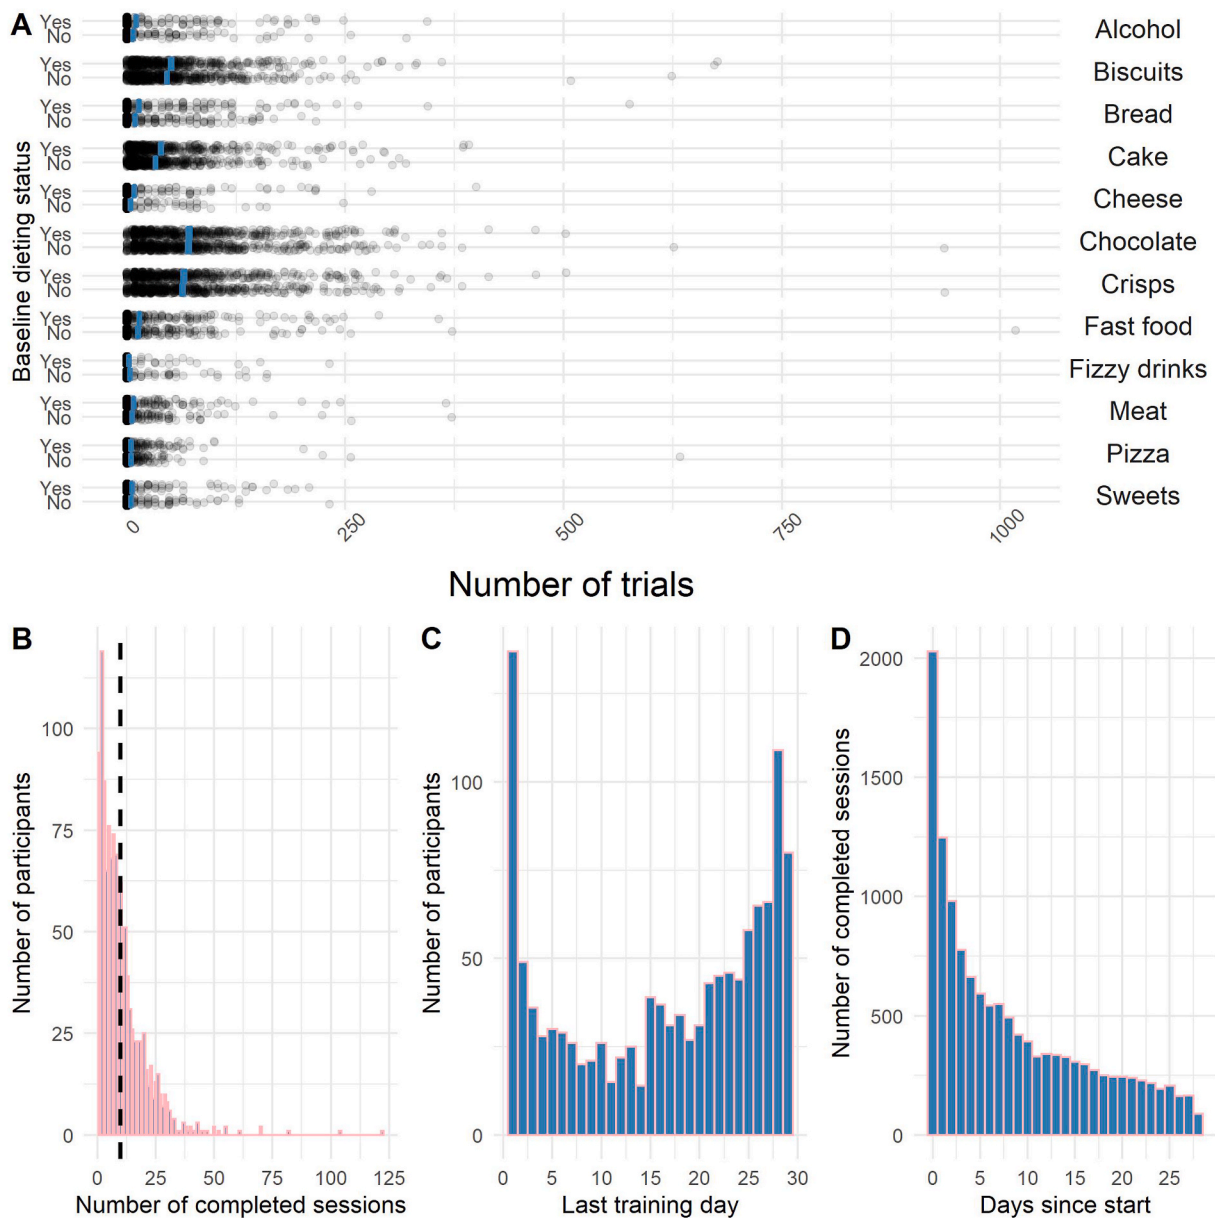 A
Baseline dieting status
Yes
No
Alcohol
Yes
No
Biscuits
Yes
No
Bread
Yes
No
Cake
Yes
No
Cheese
Yes
No
Chocolate
Yes
No
Crisps
Yes
No
Fast food
Yes
No
Fizzy drinks
Yes
No
Meat
Yes
No
Pizza
Yes
No
Sweets
0 250 500 750 1000
Number of trials
B
Number of participants
100
75
50
25
0
0 25 50 75 100 125
Number of completed sessions
C
Number of participants
100
50
0
0 5 10 15 20 25 30
Last training day
D
Number of completed sessions
2000
1500
1000
500
0
0 5 10 15 20 25
Days since start